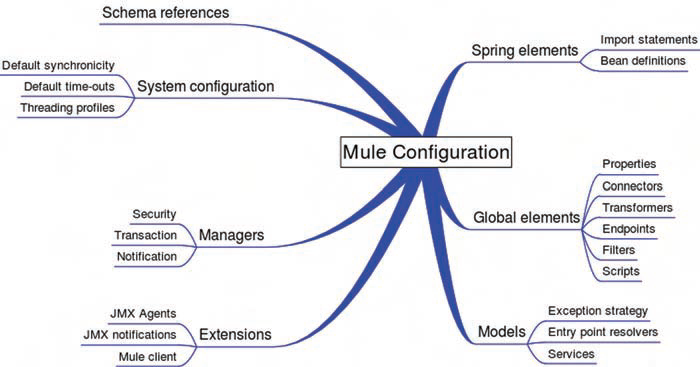 Mule Configuration
Schema references
System configuration
Default synchronicity
Default time-outs
Threading profiles
Managers
Security
Transaction
Notification
Extensions
JMX Agents
JMX notifications
Mule client
Spring elements
Import statements
Bean definitions
Global elements
Properties
Connectors
Transformers
Endpoints
Filters
Scripts
Models
Exception strategy
Entry point resolvers
Services